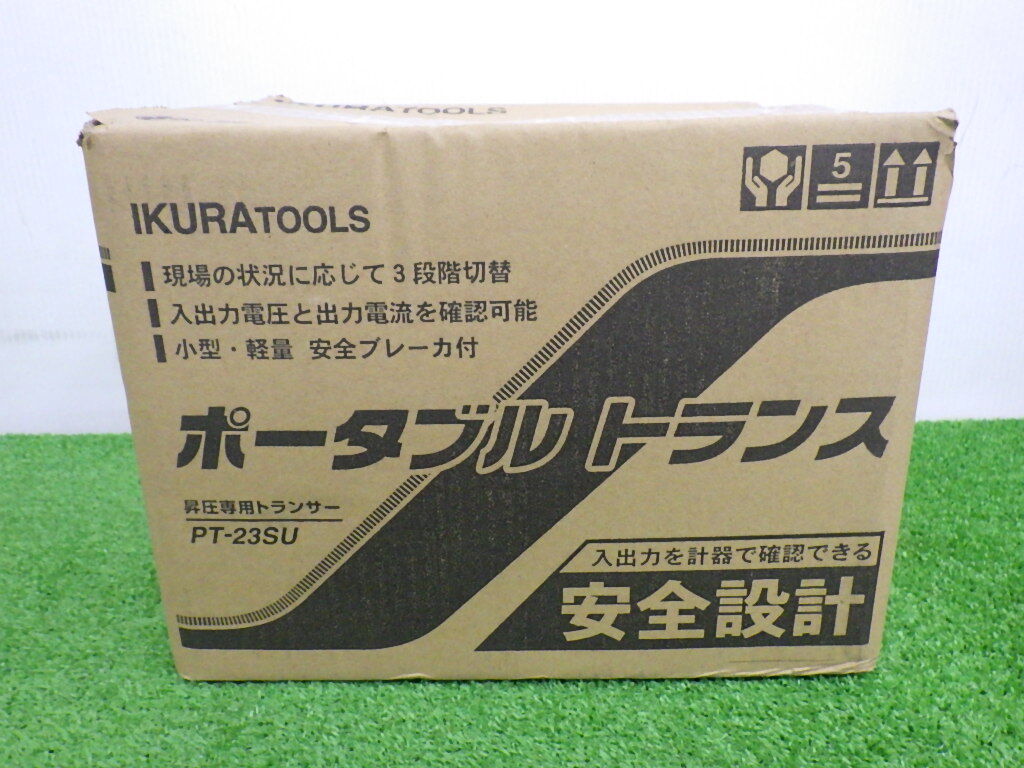 IKURATOOLS
5
IKURATOOLS
現場の状況に応じて3段階切替
入出力電圧と出力電流を確認可能
小型・軽量 安全ブレーカ付
ポータブルトランス
昇圧専用トランサー
PT-23SU
入出力を計器で確認できる
安全設計